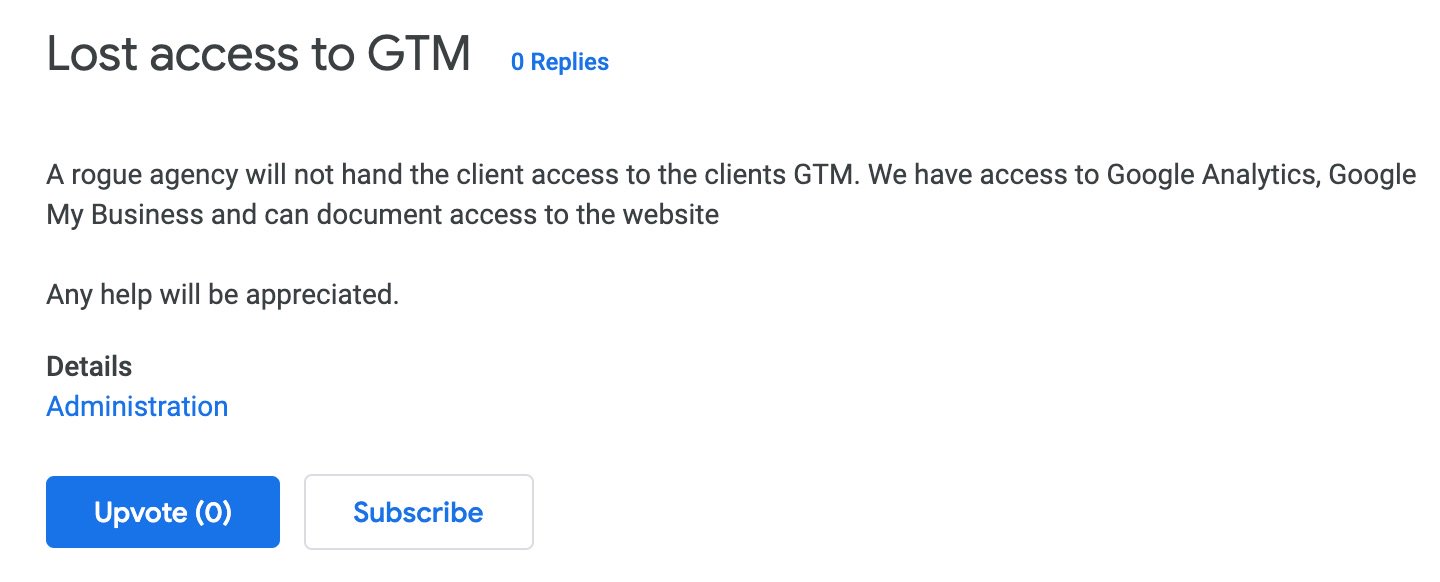 Lost access to GTM 0 Replies
A rogue agency will not hand the client access to the clients GTM. We have access to Google Analytics, Google
My Business and can document access to the website
Any help will be appreciated.
Details
Administration
Upvote (0) Subscribe